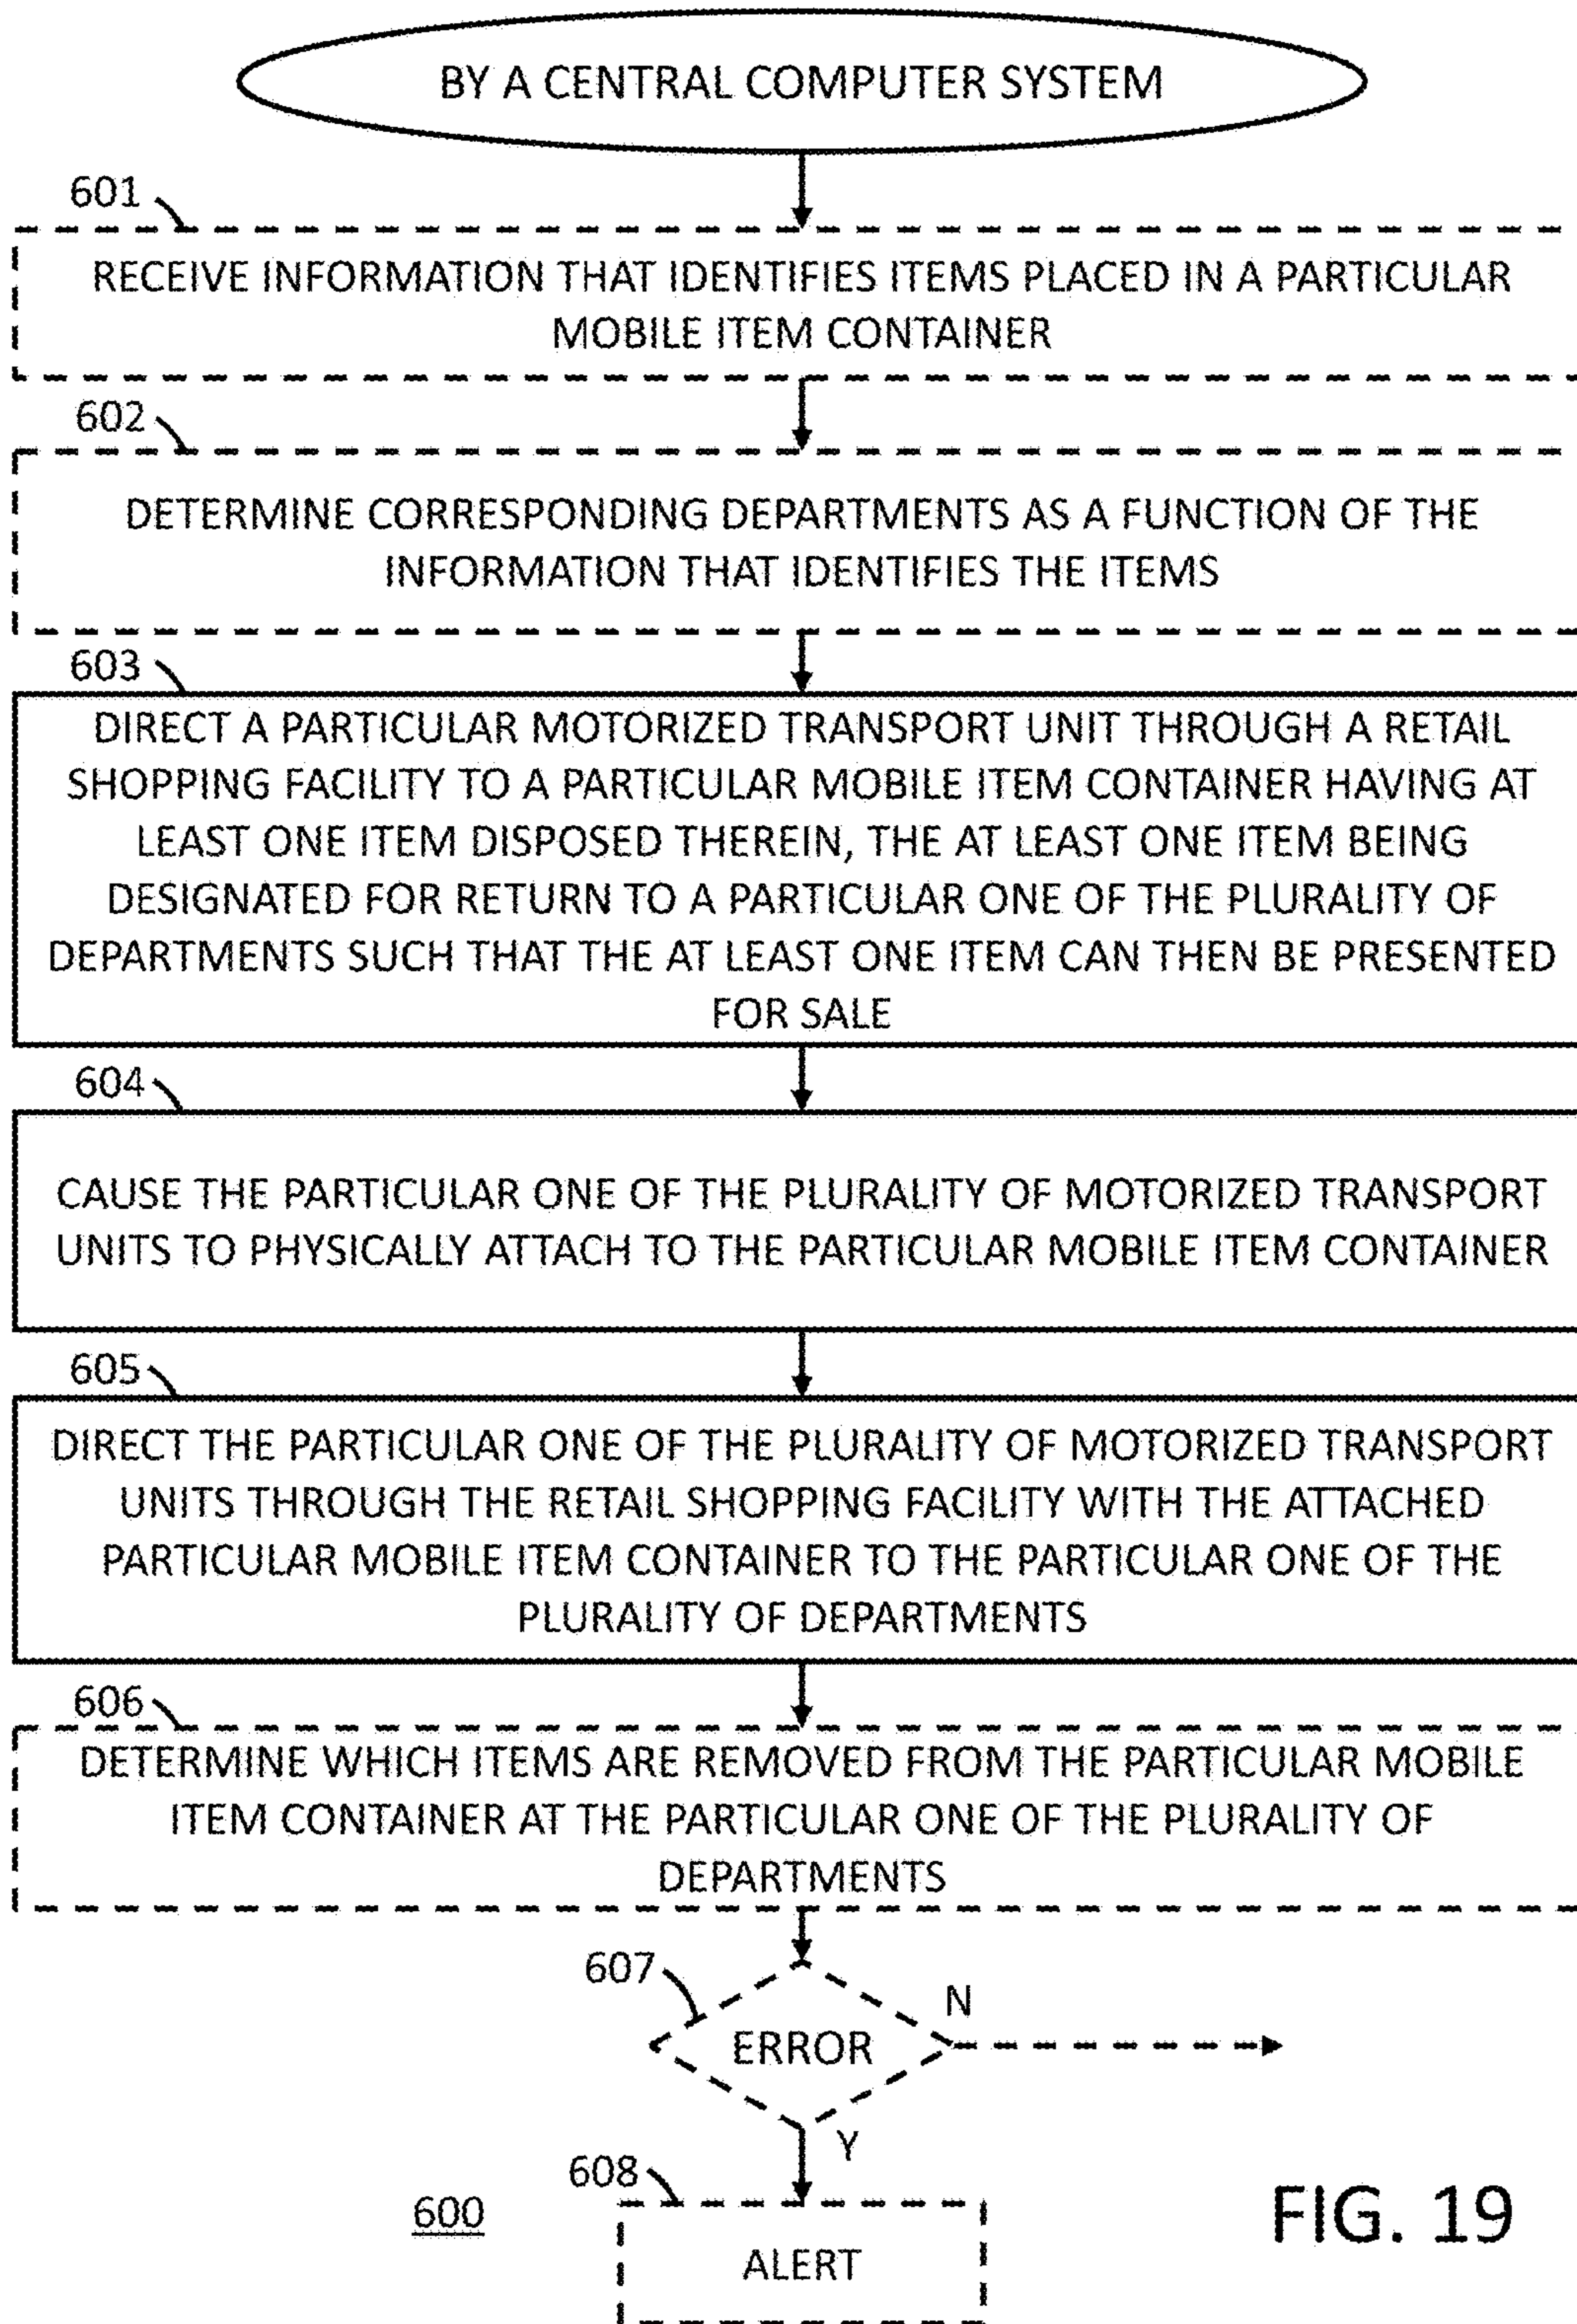 BY A CENTRAL COMPUTER SYSTEM
601
RECEIVE INFORMATION THAT IDENTIFIES ITEMS PLACED IN A PARTICULAR
MOBILE ITEM CONTAINER
602
DETERMINE CORRESPONDING DEPARTMENTS AS A FUNCTION OF THE
INFORMATION THAT IDENTIFIES THE ITEMS
603
DIRECT A PARTICULAR MOTORIZED TRANSPORT UNIT THROUGH A RETAIL
SHOPPING FACILITY TO A PARTICULAR MOBILE ITEM CONTAINER HAVING AT
LEAST ONE ITEM DISPOSED THEREIN, THE AT LEAST ONE ITEM BEING
DESIGNATED FOR RETURN TO A PARTICULAR ONE OF THE PLURALITY OF
DEPARTMENTS SUCH THAT THE AT LEAST ONE ITEM CAN THEN BE PRESENTED
FOR SALE
604
CAUSE THE PARTICULAR ONE OF THE PLURALITY OF MOTORIZED TRANSPORT
UNITS TO PHYSICALLY ATTACH TO THE PARTICULAR MOBILE ITEM CONTAINER
605
DIRECT THE PARTICULAR ONE OF THE PLURALITY OF MOTORIZED TRANSPORT
UNITS THROUGH THE RETAIL SHOPPING FACILITY WITH THE ATTACHED
PARTICULAR MOBILE ITEM CONTAINER TO THE PARTICULAR ONE OF THE
PLURALITY OF DEPARTMENTS
606
DETERMINE WHICH ITEMS ARE REMOVED FROM THE PARTICULAR MOBILE
ITEM CONTAINER AT THE PARTICULAR ONE OF THE PLURALITY OF
DEPARTMENTS
607
N
ERROR
Y
608
600
ALERT
FIG. 19